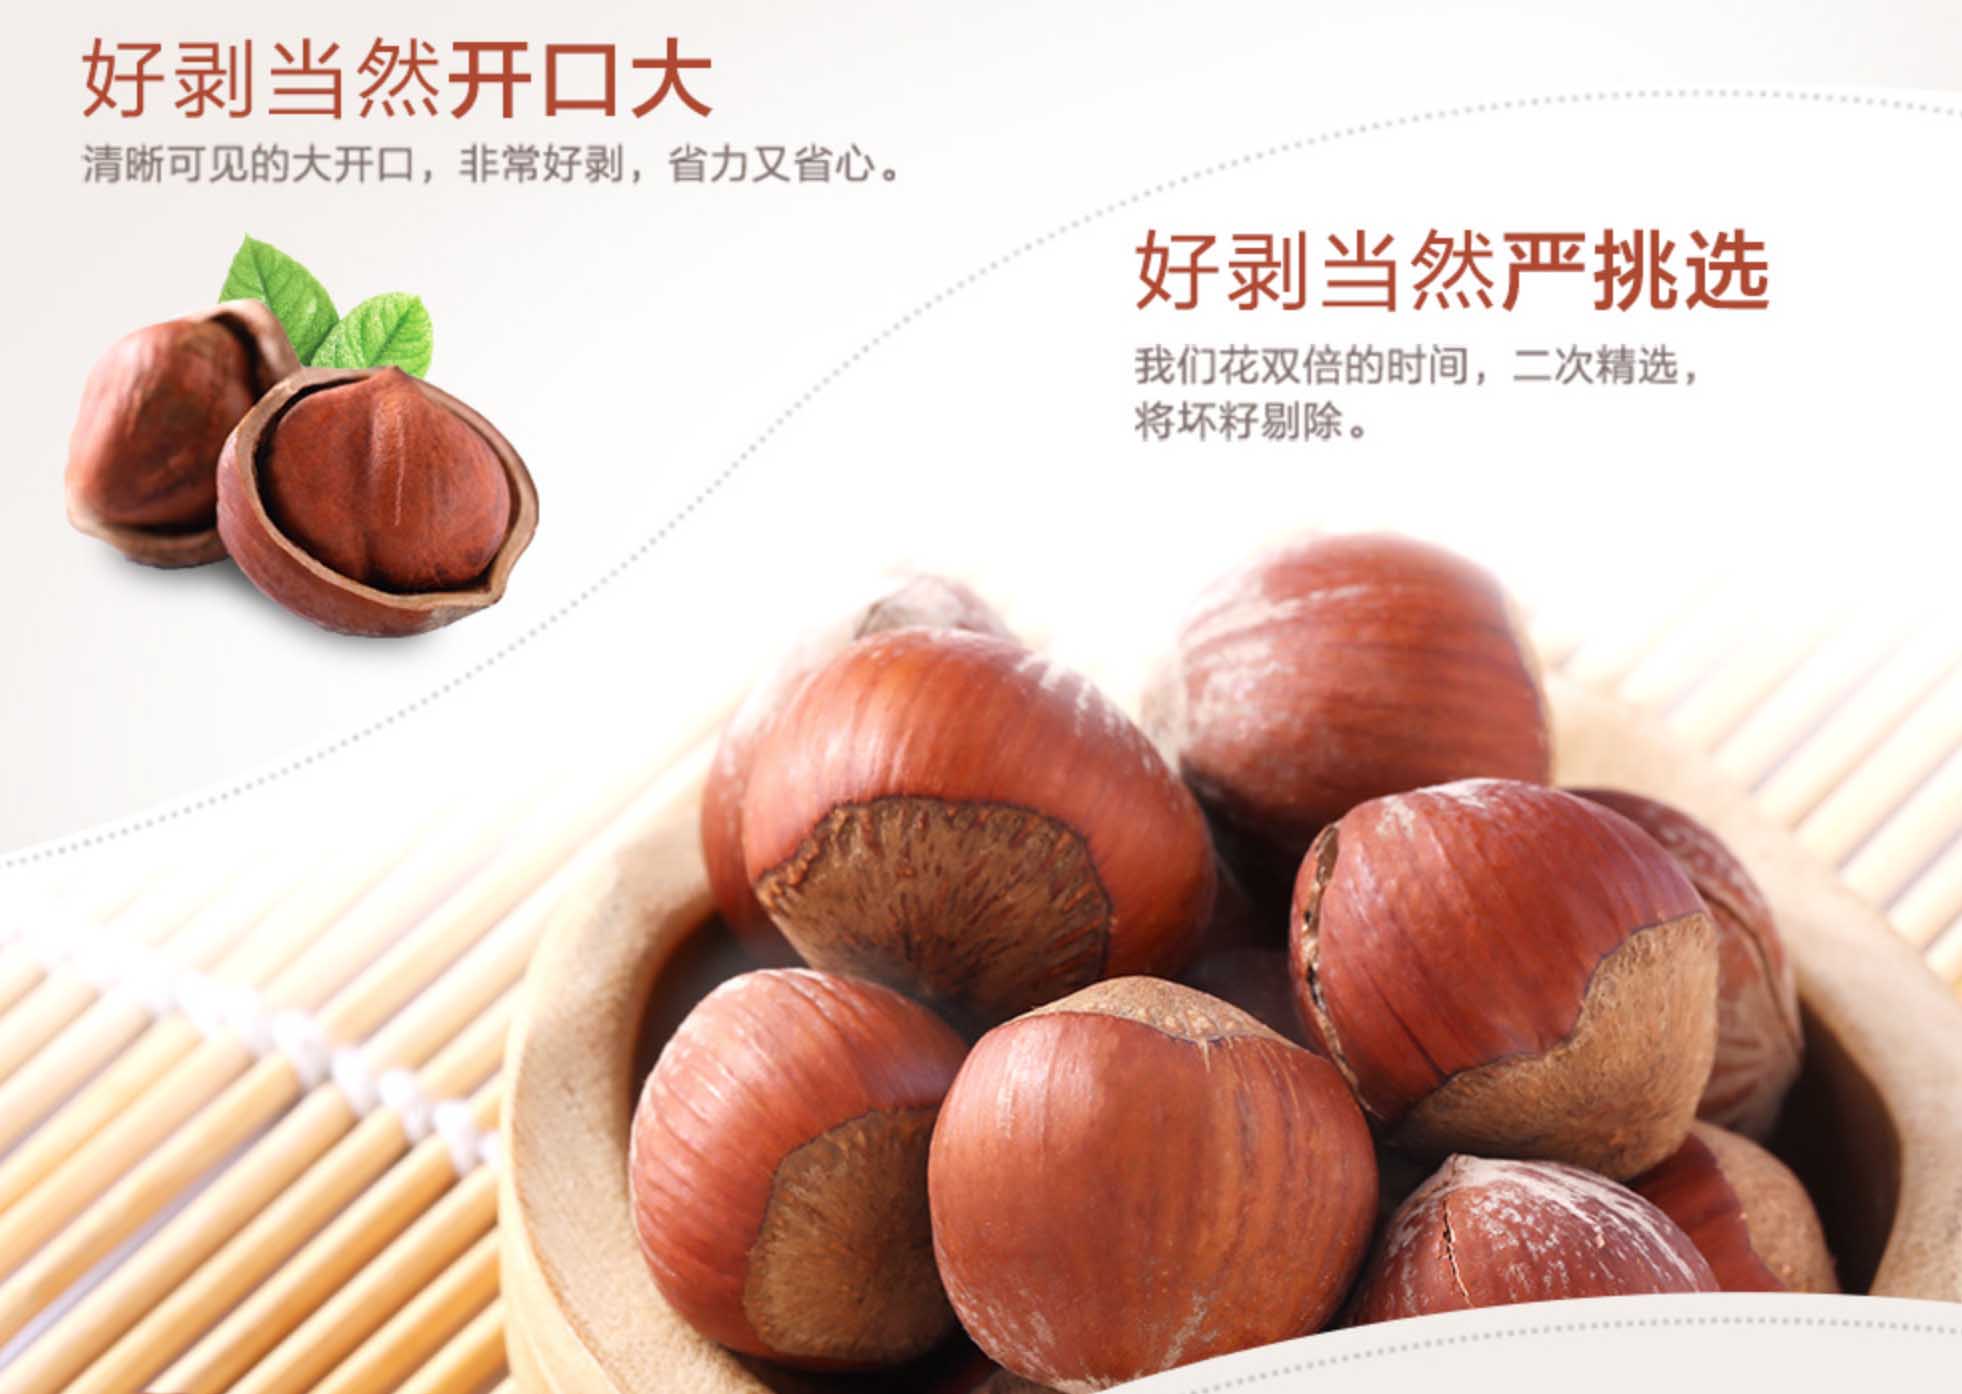 好剥当然开口大
清晰可见的大开口，非常好剥，省力又省心。
好剥当然严挑选
我们花双倍的时间，二次精选，
将坏籽剔除。